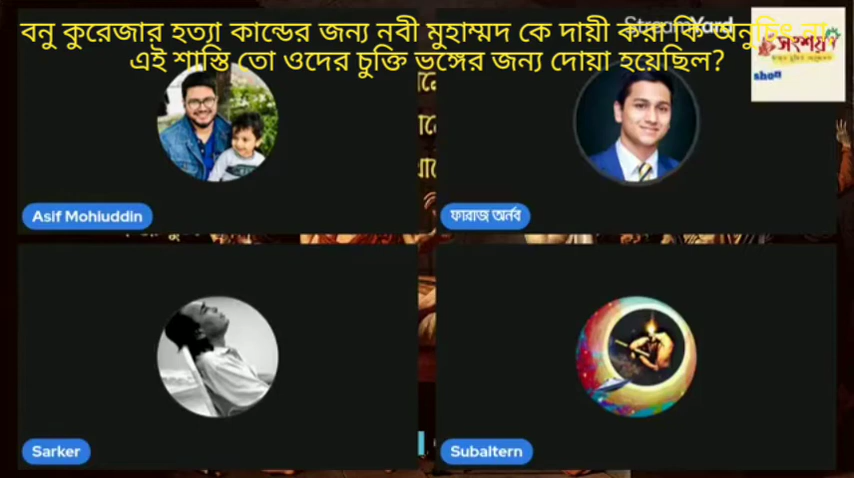 বনু কুরেজার হত্যা কান্ডের জন্য নবী মুহাম্মদ কে দায়ী করা কি অনুচিৎ না
এই শাস্তি তো ওদের চুক্তি ভঙ্গের জন্য দোয়া হয়েছিল?
StreamYard
সংশয়
Asif Mohiuddin
ফারাজ অর্নব
Sarker
Subaltern